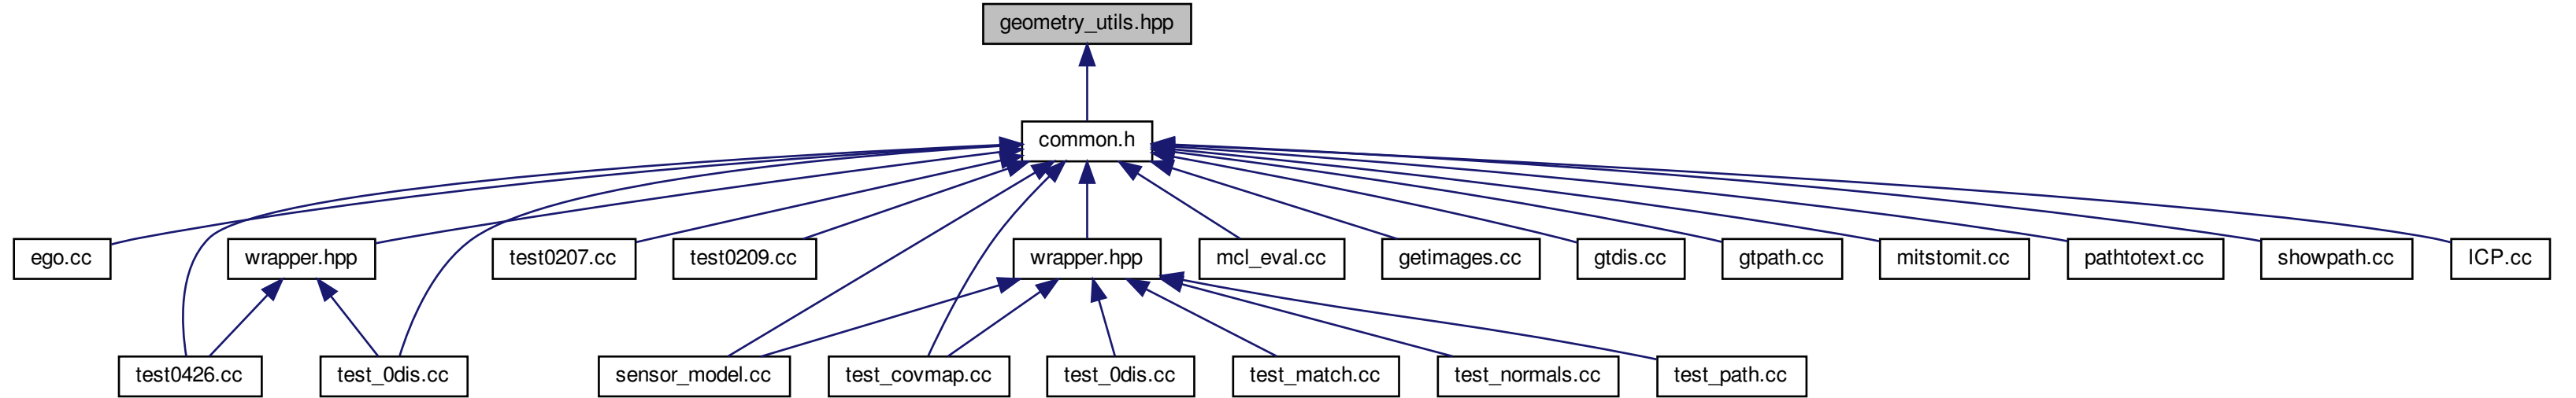 geometry_utils.hpp
common.h
ego.cc
wrapper.hpp
test0207.cc
test0209.cc
wrapper.hpp
mcl_eval.cc
getimages.cc
gtdis.cc
gtpath.cc
mitstomit.cc
pathtotext.cc
showpath.cc
ICP.cc
test0426.cc
test_0dis.cc
sensor_model.cc
test_covmap.cc
test_0dis.cc
test_match.cc
test_normals.cc
test_path.cc